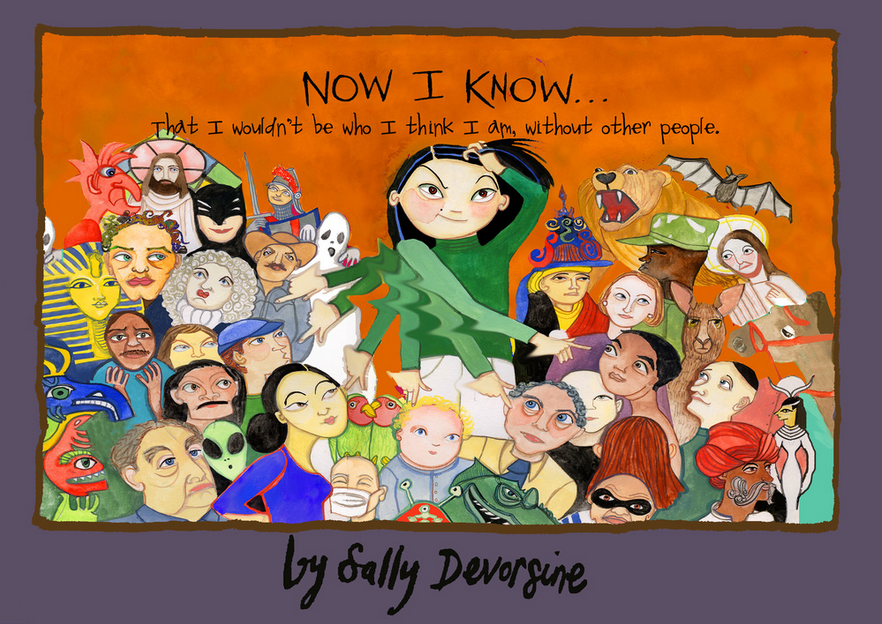 NOW I KNOW...
That I wouldn't be who I think I am, without other people.
by Sally Devorsine